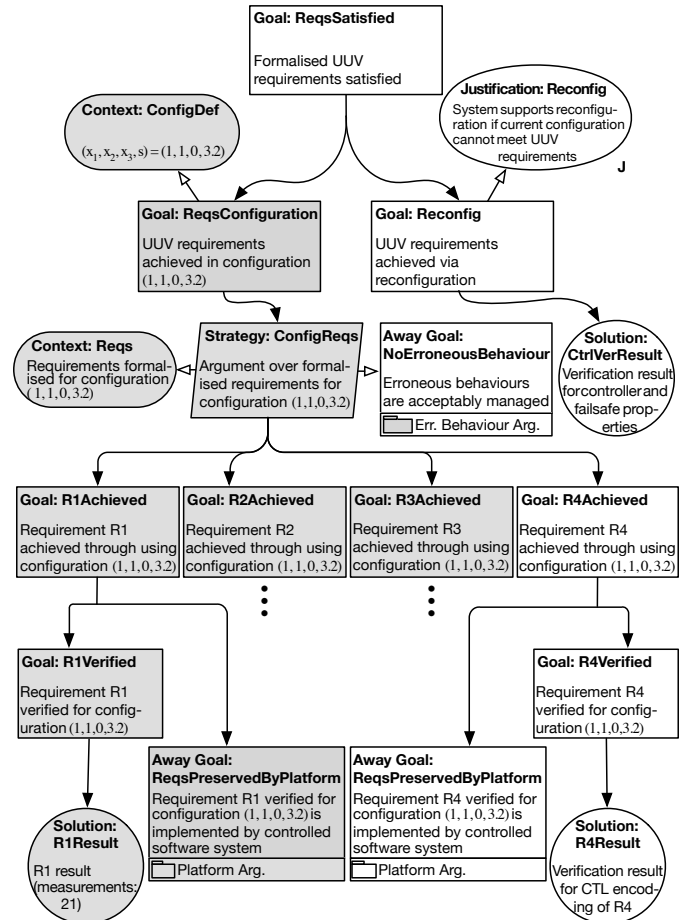 Goal: ReqsSatisfied
Formalised UUV
requirements satisfied
Context: ConfigDef
(x1, x2, x3, s) = (1, 1, 0, 3.2)
Justification: Reconfig
System supports reconfigu-
ration if current configuration
cannot meet UUV
requirements
J
Goal: ReqsConfiguration
UUV requirements
achieved in configuration
(1,1,0,3.2)
Goal: Reconfig
UUV requirements
achieved via
reconfiguration
Context: Reqs
Requirements formal-
ised for configuration
(1,1,0,3.2)
Strategy: ConfigReqs
Argument over formal-
ised requirements for
configuration (1,1,0,3.2)
Away Goal:
NoErroneousBehaviour
Erroneous behaviours
are acceptably managed
Err. Behaviour Arg.
Solution:
CtrlVerResult
Verification result
for controller and
failsafe prop-
erties
Goal: R1Achieved
Requirement R1
achieved through using
configuration (1,1,0,3.2)
Goal: R2Achieved
Requirement R2
achieved through using
configuration (1,1,0,3.2)
Goal: R3Achieved
Requirement R3
achieved through using
configuration (1,1,0,3.2)
Goal: R4Achieved
Requirement R4
achieved through using
configuration (1,1,0,3.2)
Goal: R1Verified
Requirement R1
verified for config-
uration (1,1,0,3.2)
Goal: R4Verified
Requirement R4
verified for config-
uration (1,1,0,3.2)
Away Goal:
ReqsPreservedByPlatform
Requirement R1 verified for
configuration (1,1,0,3.2) is
implemented by controlled
software system
Platform Arg.
Away Goal:
ReqsPreservedByPlatform
Requirement R4 verified for
configuration (1,1,0,3.2) is
implemented by controlled
software system
Platform Arg.
Solution:
R1Result
R1 result
(measurements:
21)
Solution:
R4Result
Verification result
for CTL encod-
ing of R4